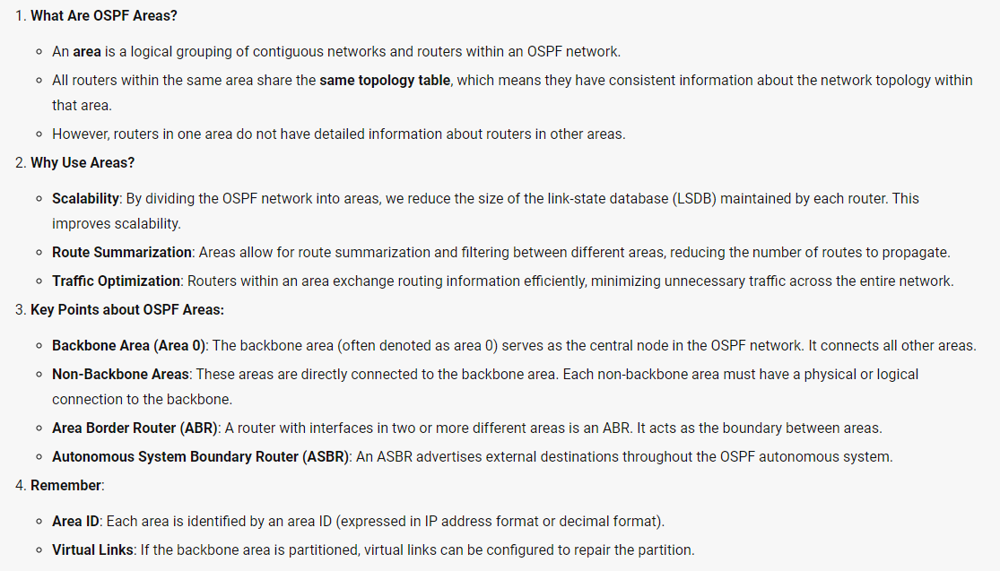 1. What Are OSPF Areas?
○ An area is a logical grouping of contiguous networks and routers within an OSPF network.
○ All routers within the same area share the same topology table, which means they have consistent information about the network topology within
that area.
○ However, routers in one area do not have detailed information about routers in other areas.
2. Why Use Areas?
○ Scalability: By dividing the OSPF network into areas, we reduce the size of the link-state database (LSDB) maintained by each router. This
improves scalability.
○ Route Summarization: Areas allow for route summarization and filtering between different areas, reducing the number of routes to propagate.
○ Traffic Optimization: Routers within an area exchange routing information efficiently, minimizing unnecessary traffic across the entire network.
3. Key Points about OSPF Areas:
○ Backbone Area (Area 0): The backbone area (often denoted as area 0) serves as the central node in the OSPF network. It connects all other areas.
○ Non-Backbone Areas: These areas are directly connected to the backbone area. Each non-backbone area must have a physical or logical
connection to the backbone.
○ Area Border Router (ABR): A router with interfaces in two or more different areas is an ABR. It acts as the boundary between areas.
○ Autonomous System Boundary Router (ASBR): An ASBR advertises external destinations throughout the OSPF autonomous system.
4. Remember:
○ Area ID: Each area is identified by an area ID (expressed in IP address format or decimal format).
○ Virtual Links: If the backbone area is partitioned, virtual links can be configured to repair the partition.